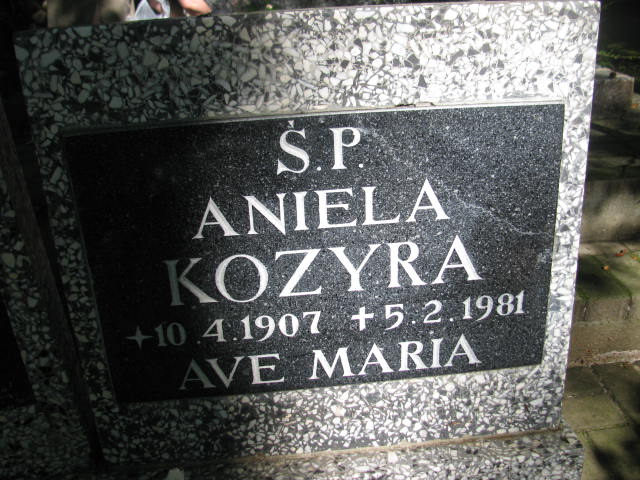 Ś.P.
ANIELA
KOZYRA
✦10.4.1907 +5.2.1981
AVE MARIA